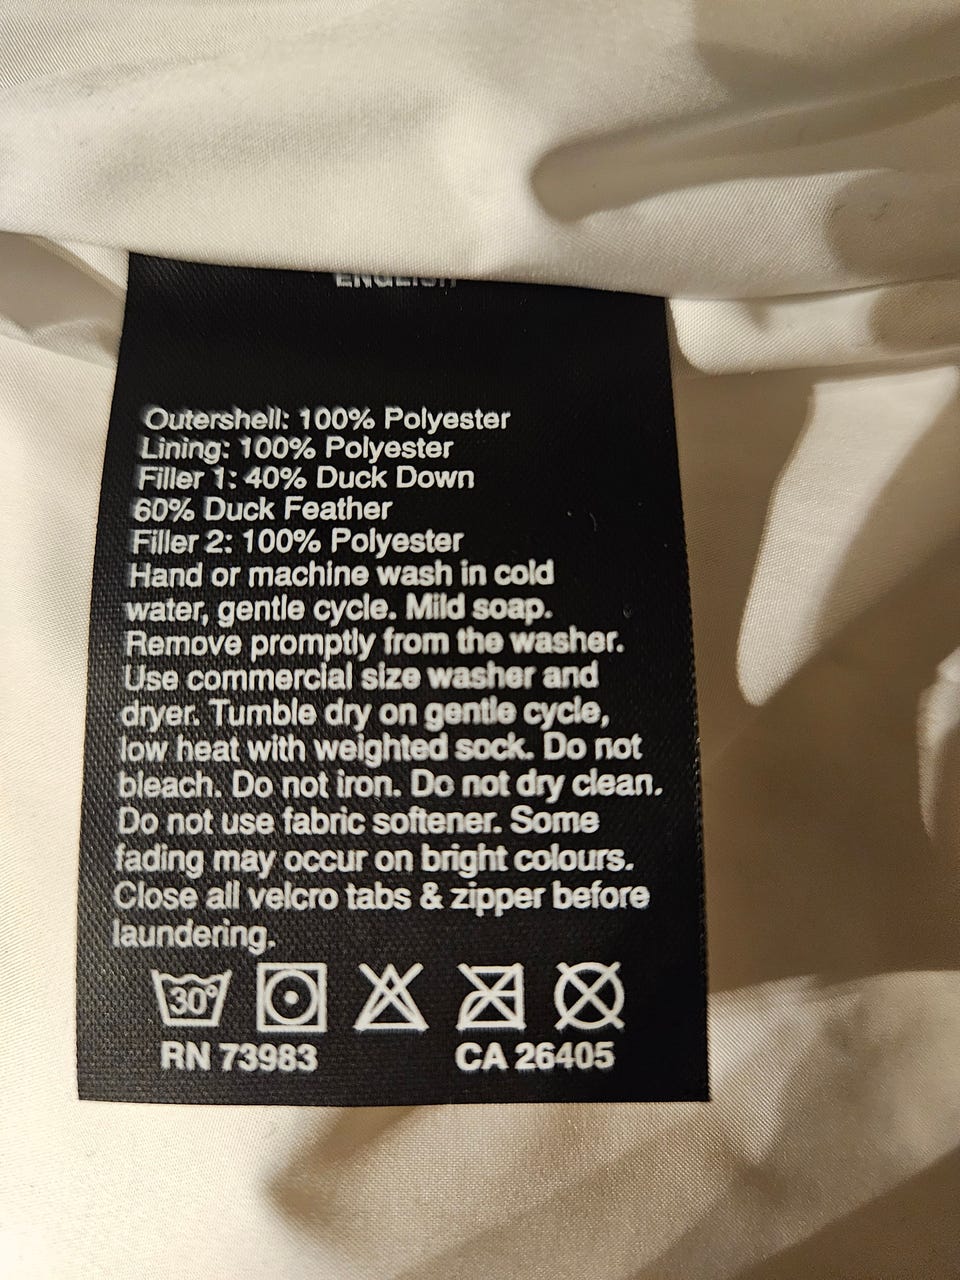 ENGLISH
Outershell: 100% Polyester
Lining: 100% Polyester
Filler 1: 40% Duck Down
60% Duck Feather
Filler 2: 100% Polyester
Hand or machine wash in cold
water, gentle cycle. Mild soap.
Remove promptly from the washer.
Use commercial size washer and
dryer. Tumble dry on gentle cycle,
low heat with weighted sock. Do not
bleach. Do not iron. Do not dry clean.
Do not use fabric softener. Some
fading may occur on bright colours.
Close all velcro tabs & zipper before
laundering.
30°
RN 73983 CA 26405